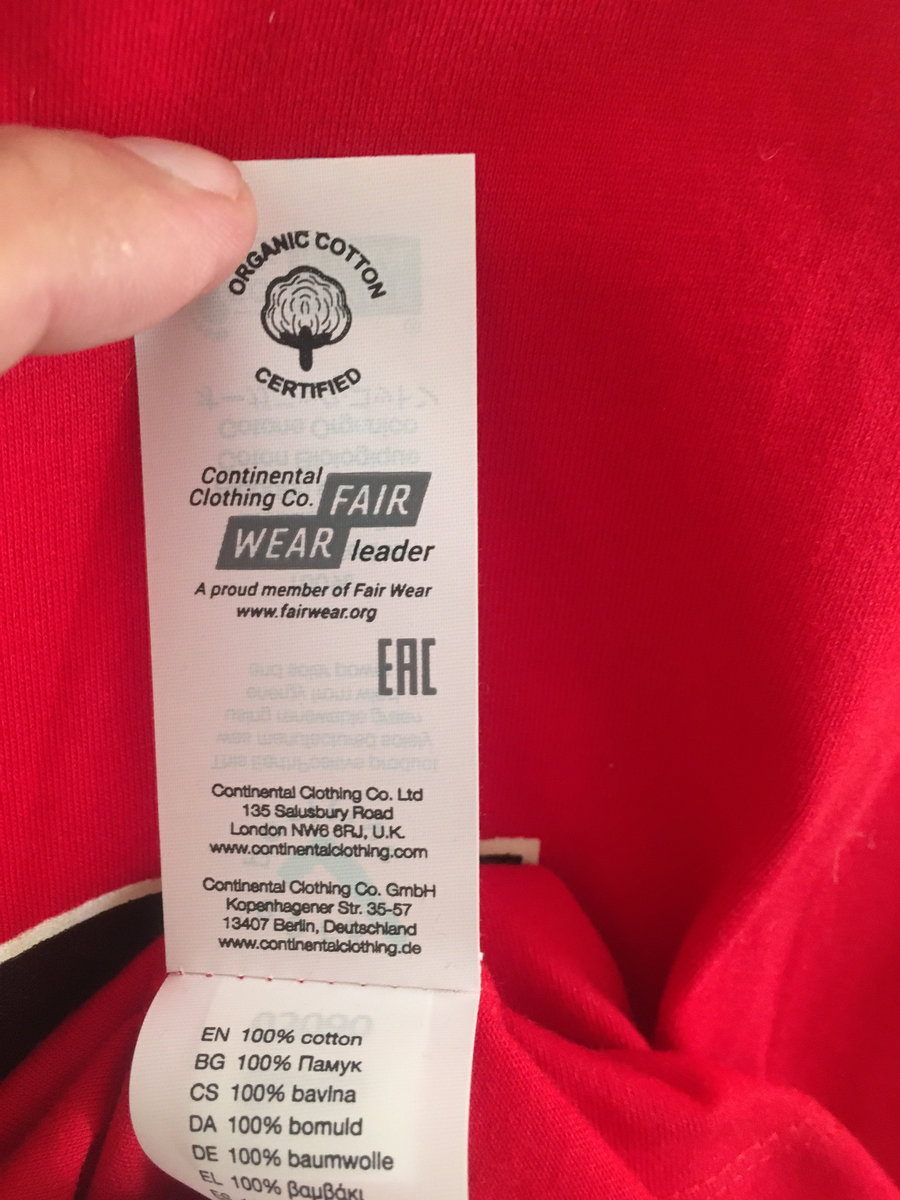 ORGANIC COTTON
CERTIFIED
Continental
Clothing Co. FAIR
WEAR leader
A proud member of Fair Wear
www.fairwear.org
EAC
Continental Clothing Co. Ltd
135 Salusbury Road
London NW6 6RJ, U.K.
www.continentalclothing.com
Continental Clothing Co. GmbH
Kopenhagener Str. 35-57
13407 Berlin, Deutschland
www.continentalclothing.de
EN 100% cotton
BG 100% Памук
CS 100% bavlna
DA 100% bomuld
DE 100% baumwolle
EL 100% βαμβάκι